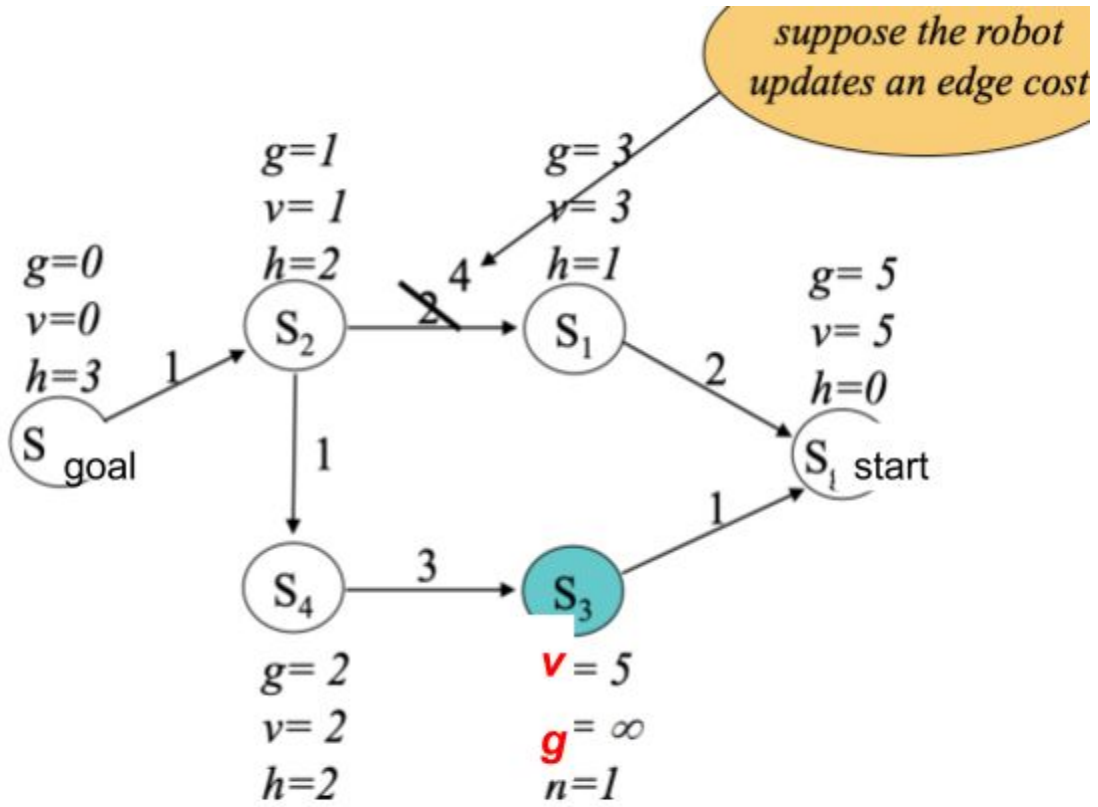 suppose the robot
updates an edge cost
g=1
v= 1
h=2
g= 3
v= 3
h=1
g=0
v=0
h=3
g= 5
v= 5
h=0
4
2
1
S2
S1
2
S goal
1
S start
1
S4
3
S3
g= 2
v= 2
h=2
v = 5
g = ∞
h=1